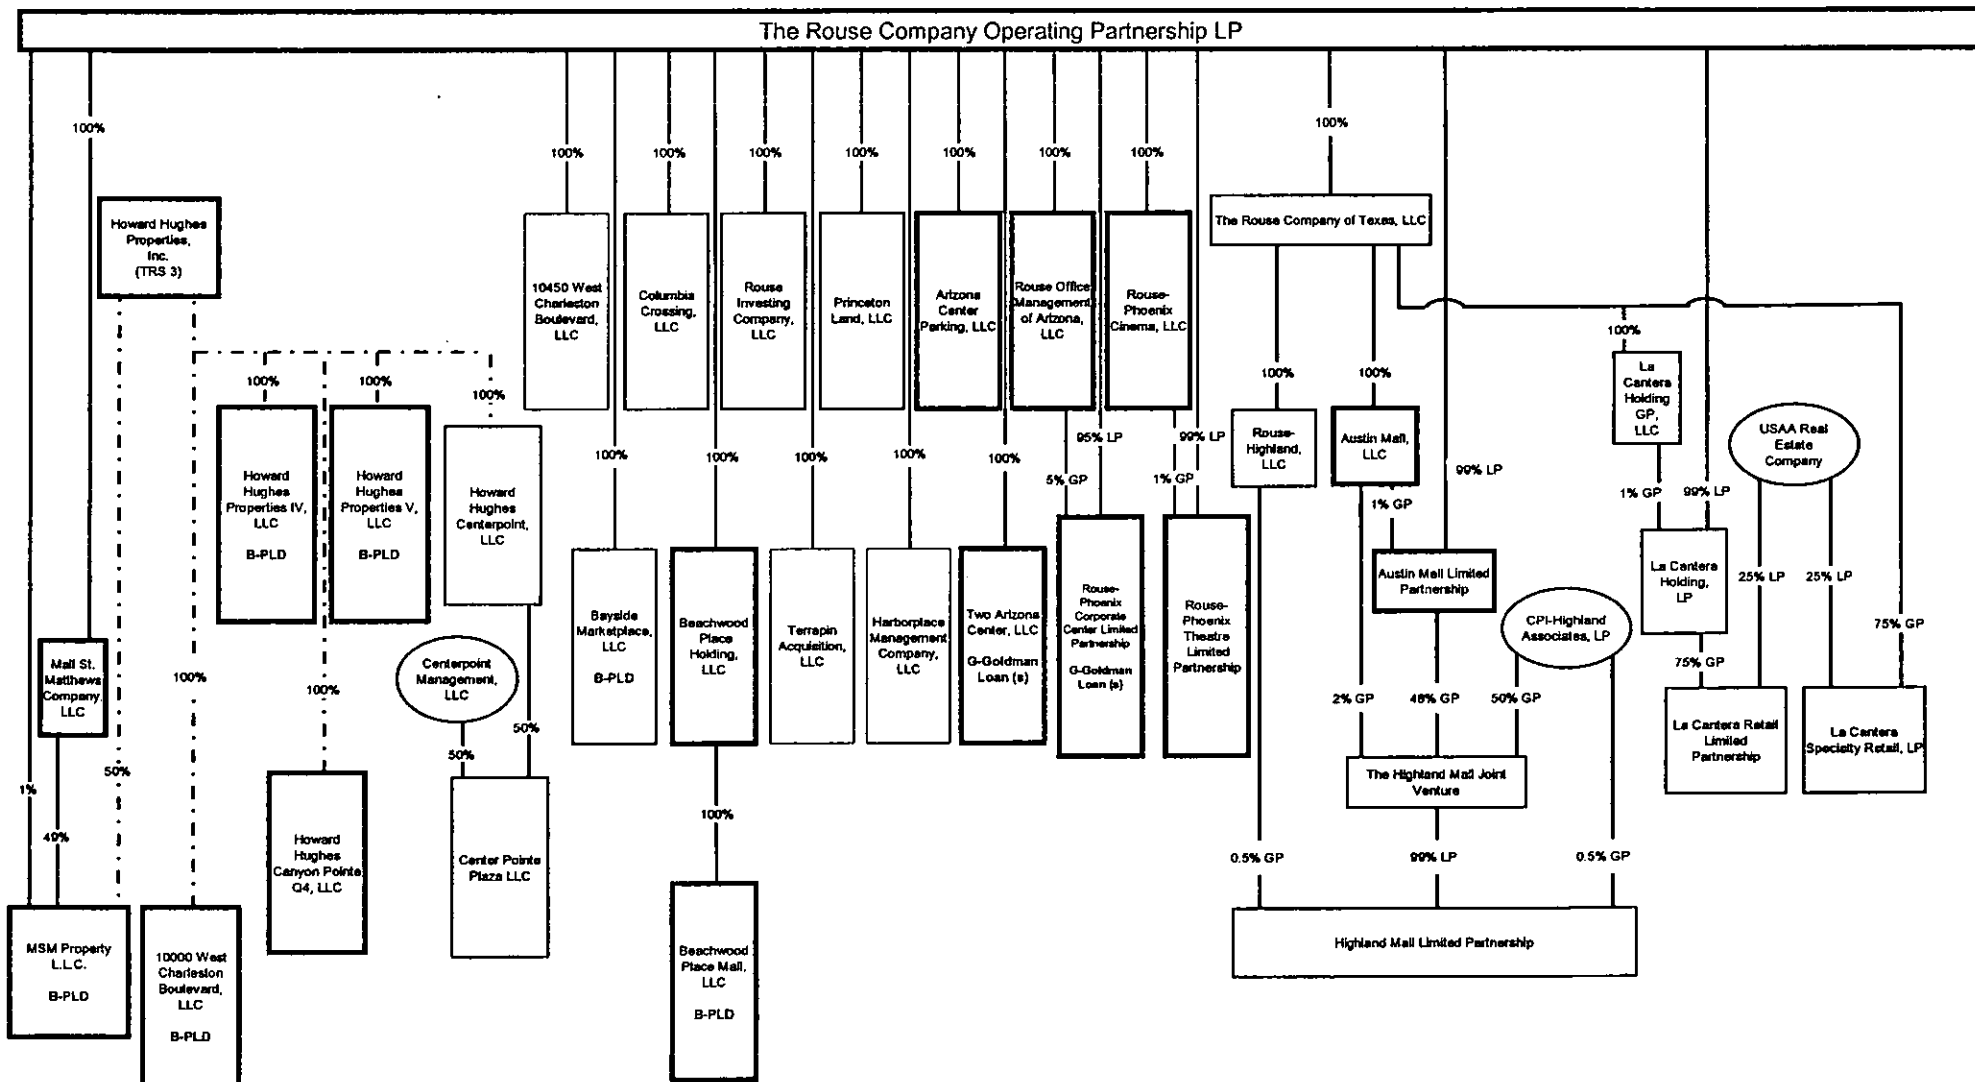 The Rouse Company Operating Partnership LP
100%
100%
100%
100%
100%
100%
100%
100%
100%
100%
Howard Hughes
Properties,
Inc.
(TRS 3)
10450 West
Charleston
Boulevard,
LLC
Columbia
Crossing,
LLC
Rouse
Investing
Company,
LLC
Princeton
Land, LLC
Arizona
Center
Parking, LLC
Rouse Office
Management
of Arizona,
LLC
Rouse-
Phoenix
Cinema, LLC
The Rouse Company of Texas, LLC
100%
100%
100%
100%
100%
100%
La
Cantera
Holding
GP,
LLC
USAA Real
Estate
Company
Rouse-
Highland,
LLC
Austin Mall,
LLC
100%
100%
100%
100%
100%
95% LP
5% GP
99% LP
1% GP
99% LP
1% GP
1% GP
99% LP
Howard
Hughes
Properties IV,
LLC
B-PLD
Howard
Hughes
Properties V,
LLC
B-PLD
Howard
Hughes
Centerpoint,
LLC
Bayside
Marketplace,
LLC
B-PLD
Beachwood
Place
Holding,
LLC
Terrapin
Acquisition,
LLC
Harborplace
Management
Company,
LLC
Two Arizona
Center, LLC
G-Goldman
Loan (s)
Rouse-
Phoenix
Corporate
Center Limited
Partnership
G-Goldman
Loan (s)
Rouse-
Phoenix
Theatre
Limited
Partnership
Austin Mall Limited
Partnership
CPI-Highland
Associates, LP
La Cantera
Holding,
LP
25% LP
25% LP
75% GP
75% GP
Mall St.
Matthews
Company,
LLC
100%
100%
Centerpoint
Management,
LLC
50%
50%
2% GP
48% GP
50% GP
La Cantera Retail
Limited
Partnership
La Cantera
Specialty Retail, LP
1%
49%
50%
The Highland Mall Joint
Venture
100%
Howard
Hughes
Canyon Pointe
Q4, LLC
Center Pointe
Plaza LLC
0.5% GP
99% LP
0.5% GP
MSM Property
L.L.C.
B-PLD
10000 West
Charleston
Boulevard,
LLC
B-PLD
Beachwood
Place Mall,
LLC
B-PLD
Highland Mall Limited Partnership